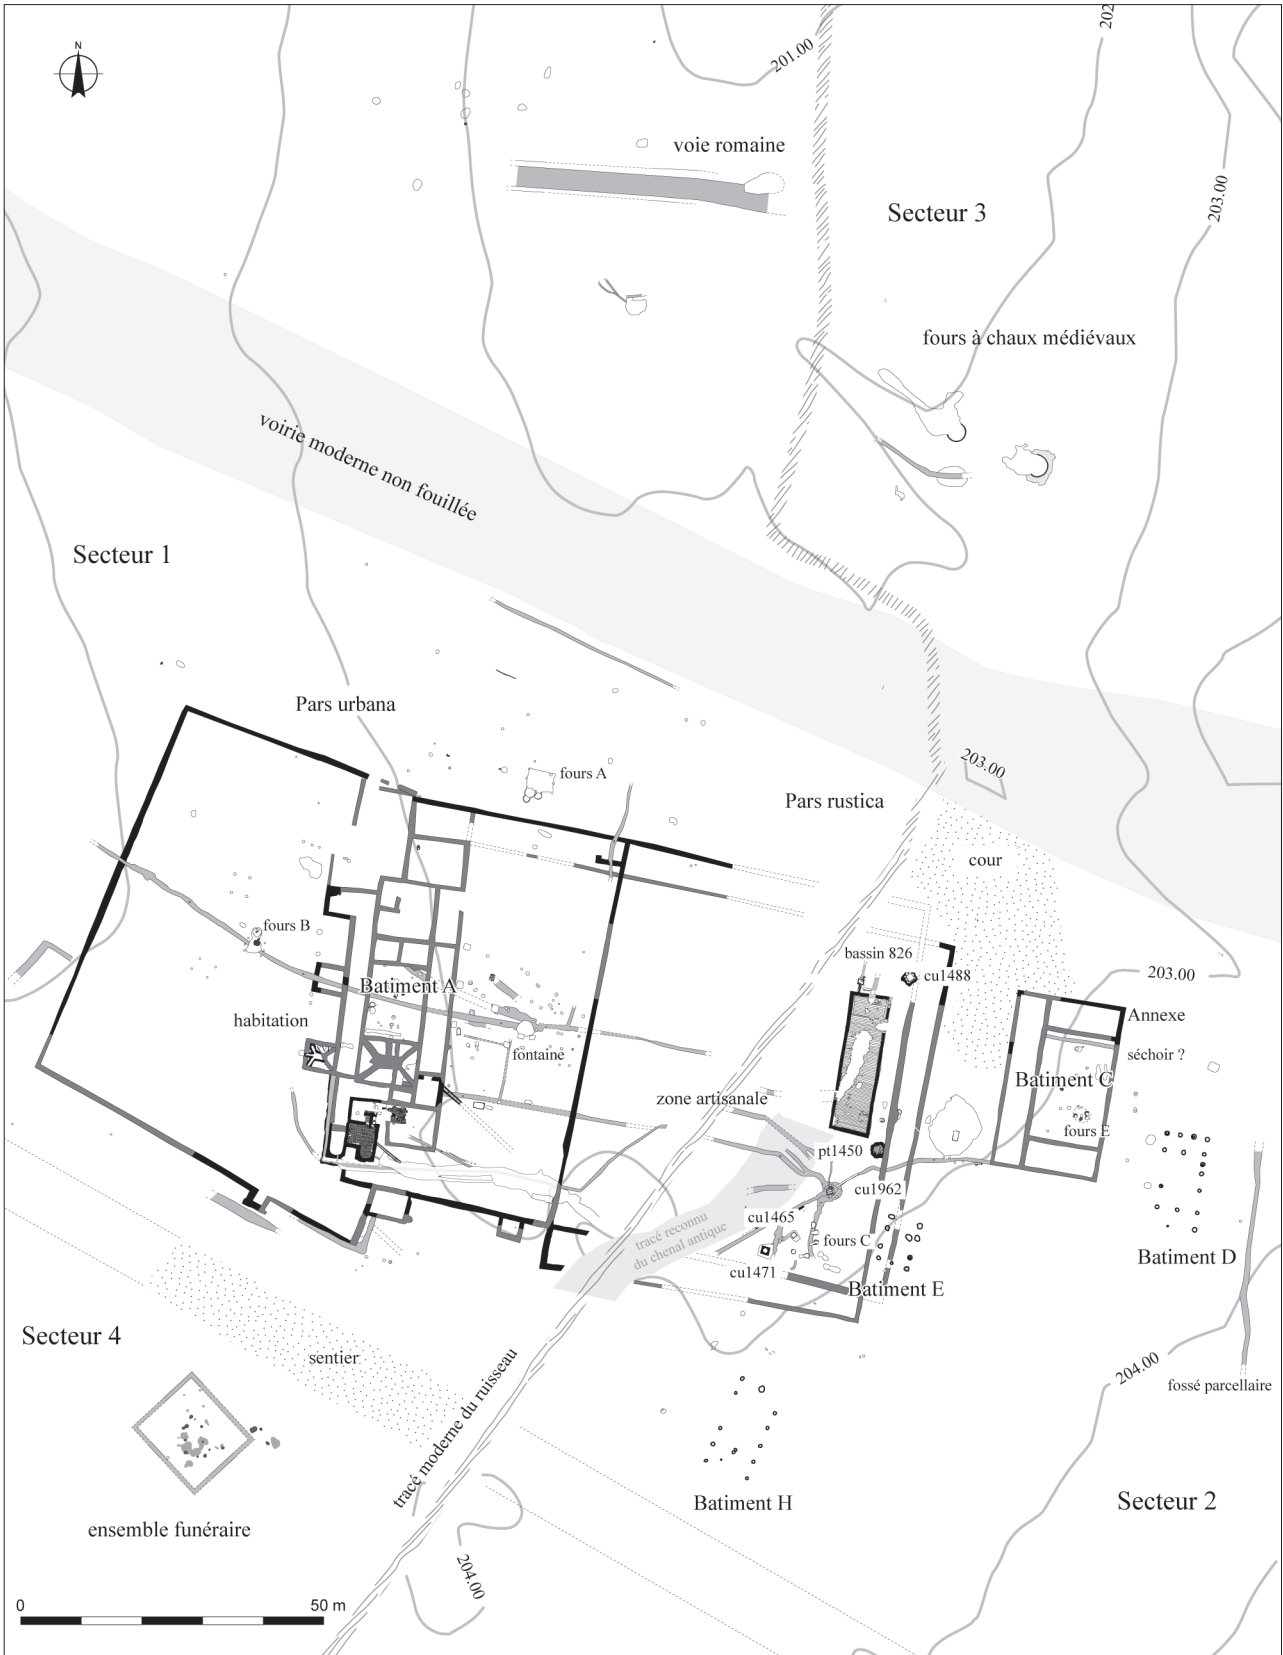 N
201.00
202
voie romaine
203.00
Secteur 3
fours à chaux médiévaux
voirie moderne non fouillée
Secteur 1
Pars urbana
fours A
203.00
Pars rustica
cour
fours B
bassin 826
cu1488
203.00
Batiment A
habitation
Annexe
fontaine
séchoir ?
Batiment C
zone artisanale
fours E
pt1450
cu1962
cu1465
tracé reconnu
du chenal antique
fours C
cu1471
Batiment D
Batiment E
Secteur 4
sentier
204.00
fossé parcellaire
tracé moderne du ruisseau
Batiment H
Secteur 2
ensemble funéraire
204.00
0 50 m